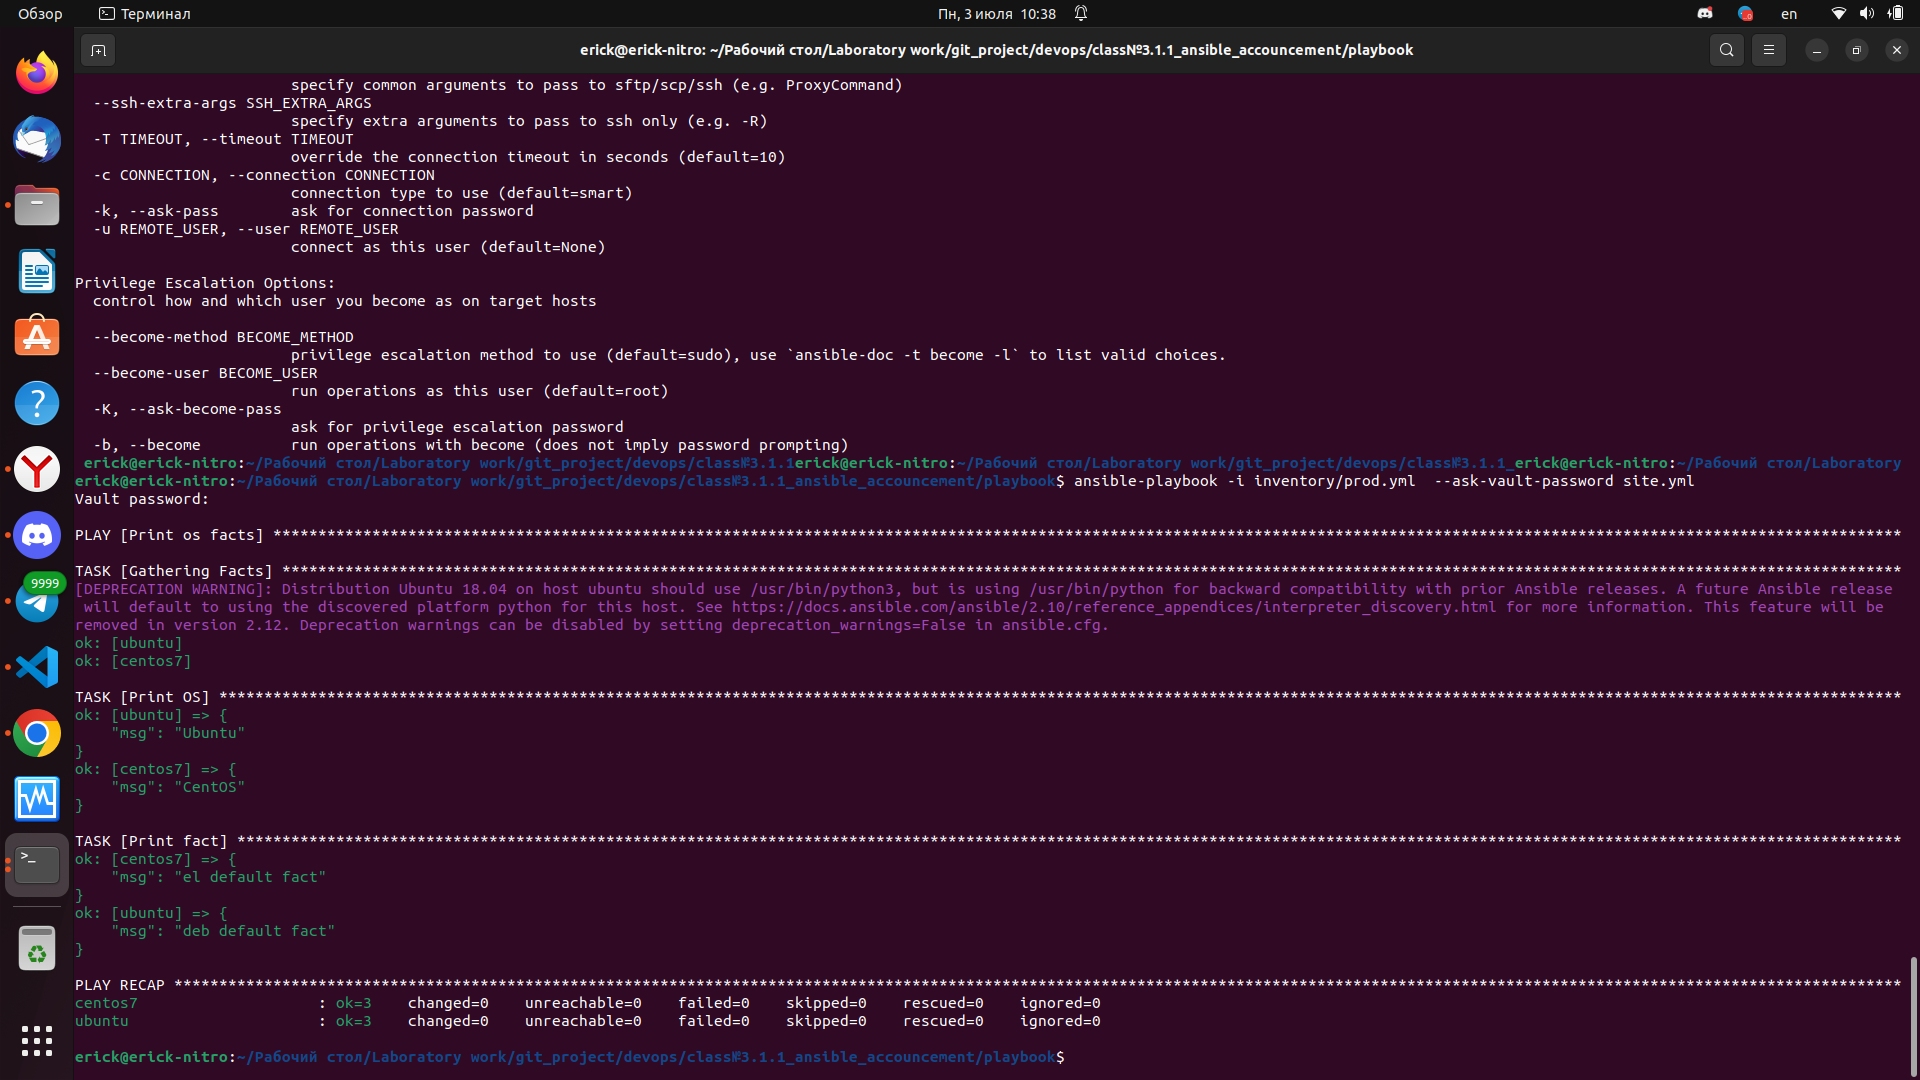 Обзор
Терминал
Пн, 3 июля 10:38
en
erick@erick-nitro: ~/Рабочий стол/Laboratory work/git_project/devops/class№3.1.1_ansible_accouncement/playbook
specify common arguments to pass to sftp/scp/ssh (e.g. ProxyCommand)
--ssh-extra-args SSH_EXTRA_ARGS
specify extra arguments to pass to ssh only (e.g. -R)
-T TIMEOUT, --timeout TIMEOUT
override the connection timeout in seconds (default=10)
-c CONNECTION, --connection CONNECTION
connection type to use (default=smart)
-k, --ask-pass ask for connection password
-u REMOTE_USER, --user REMOTE_USER
connect as this user (default=None)
Privilege Escalation Options:
control how and which user you become as on target hosts
--become-method BECOME_METHOD
privilege escalation method to use (default=sudo), use `ansible-doc -t become -l` to list valid choices.
--become-user BECOME_USER
run operations as this user (default=root)
-K, --ask-become-pass
ask for privilege escalation password
-b, --become run operations with become (does not imply password prompting)
erick@erick-nitro:~/Рабочий стол/Laboratory work/git_project/devops/class№3.1.1erick@erick-nitro:~/Рабочий стол/Laboratory work/git_project/devops/class№3.1.1_erick@erick-nitro:~/Рабочий стол/Laboratory
erick@erick-nitro:~/Рабочий стол/Laboratory work/git_project/devops/class№3.1.1_ansible_accouncement/playbook$ ansible-playbook -i inventory/prod.yml --ask-vault-password site.yml
Vault password:
PLAY [Print os facts] ************************************************************************************************************************************************************************************
TASK [Gathering Facts] ***********************************************************************************************************************************************************************************
[DEPRECATION WARNING]: Distribution Ubuntu 18.04 on host ubuntu should use /usr/bin/python3, but is using /usr/bin/python for backward compatibility with prior Ansible releases. A future Ansible release
will default to using the discovered platform python for this host. See https://docs.ansible.com/ansible/2.10/reference_appendices/interpreter_discovery.html for more information. This feature will be
removed in version 2.12. Deprecation warnings can be disabled by setting deprecation_warnings=False in ansible.cfg.
ok: [ubuntu]
ok: [centos7]
TASK [Print OS] ******************************************************************************************************************************************************************************************
ok: [ubuntu] => {
"msg": "Ubuntu"
}
ok: [centos7] => {
"msg": "CentOS"
}
TASK [Print fact] ****************************************************************************************************************************************************************************************
ok: [centos7] => {
"msg": "el default fact"
}
ok: [ubuntu] => {
"msg": "deb default fact"
}
PLAY RECAP ***********************************************************************************************************************************************************************************************
centos7 : ok=3 changed=0 unreachable=0 failed=0 skipped=0 rescued=0 ignored=0
ubuntu : ok=3 changed=0 unreachable=0 failed=0 skipped=0 rescued=0 ignored=0
erick@erick-nitro:~/Рабочий стол/Laboratory work/git_project/devops/class№3.1.1_ansible_accouncement/playbook$
9999